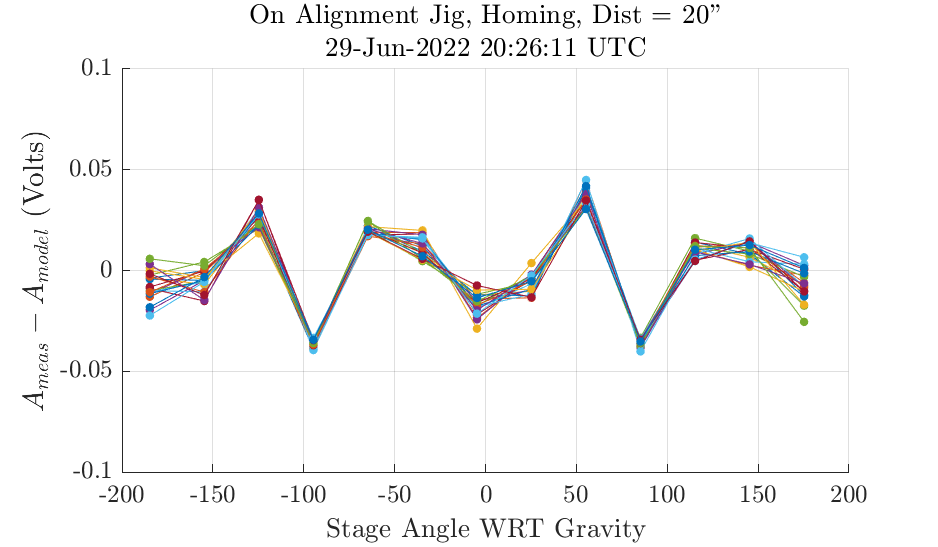 On Alignment Jig, Homing, Dist = 20”
29-Jun-2022 20:26:11 UTC
0.1
0.05
0
-0.05
-0.1
A_meas − A_model (Volts)
-200 -150 -100 -50 0 50 100 150 200
Stage Angle WRT Gravity